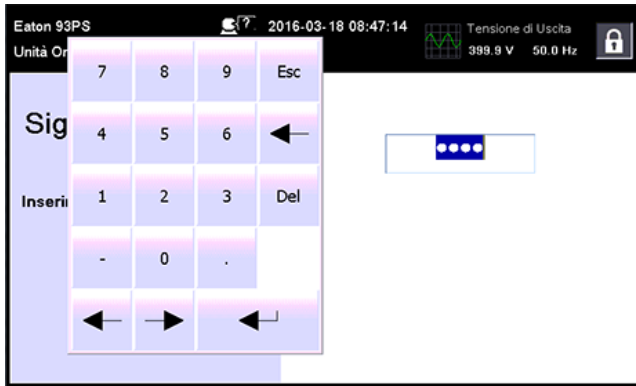 Eaton 93PS
2016-03-18 08:47:14
Tensione di Uscita
399.9 V 50.0 Hz
Unità Or
Sig
Inseri
7 8 9 Esc
4 5 6
1 2 3 Del
- 0 .